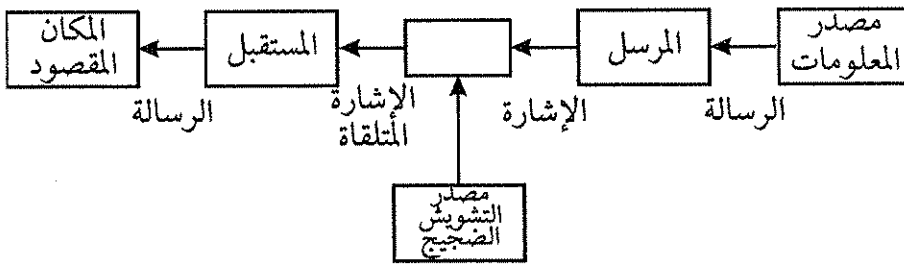 مصدر
المعلومات
الرسالة
المرسل
الإشارة
الإشارة
المتلقاة
المستقبل
الرسالة
المكان
المقصود
مصدر
التشويش
الضجيج